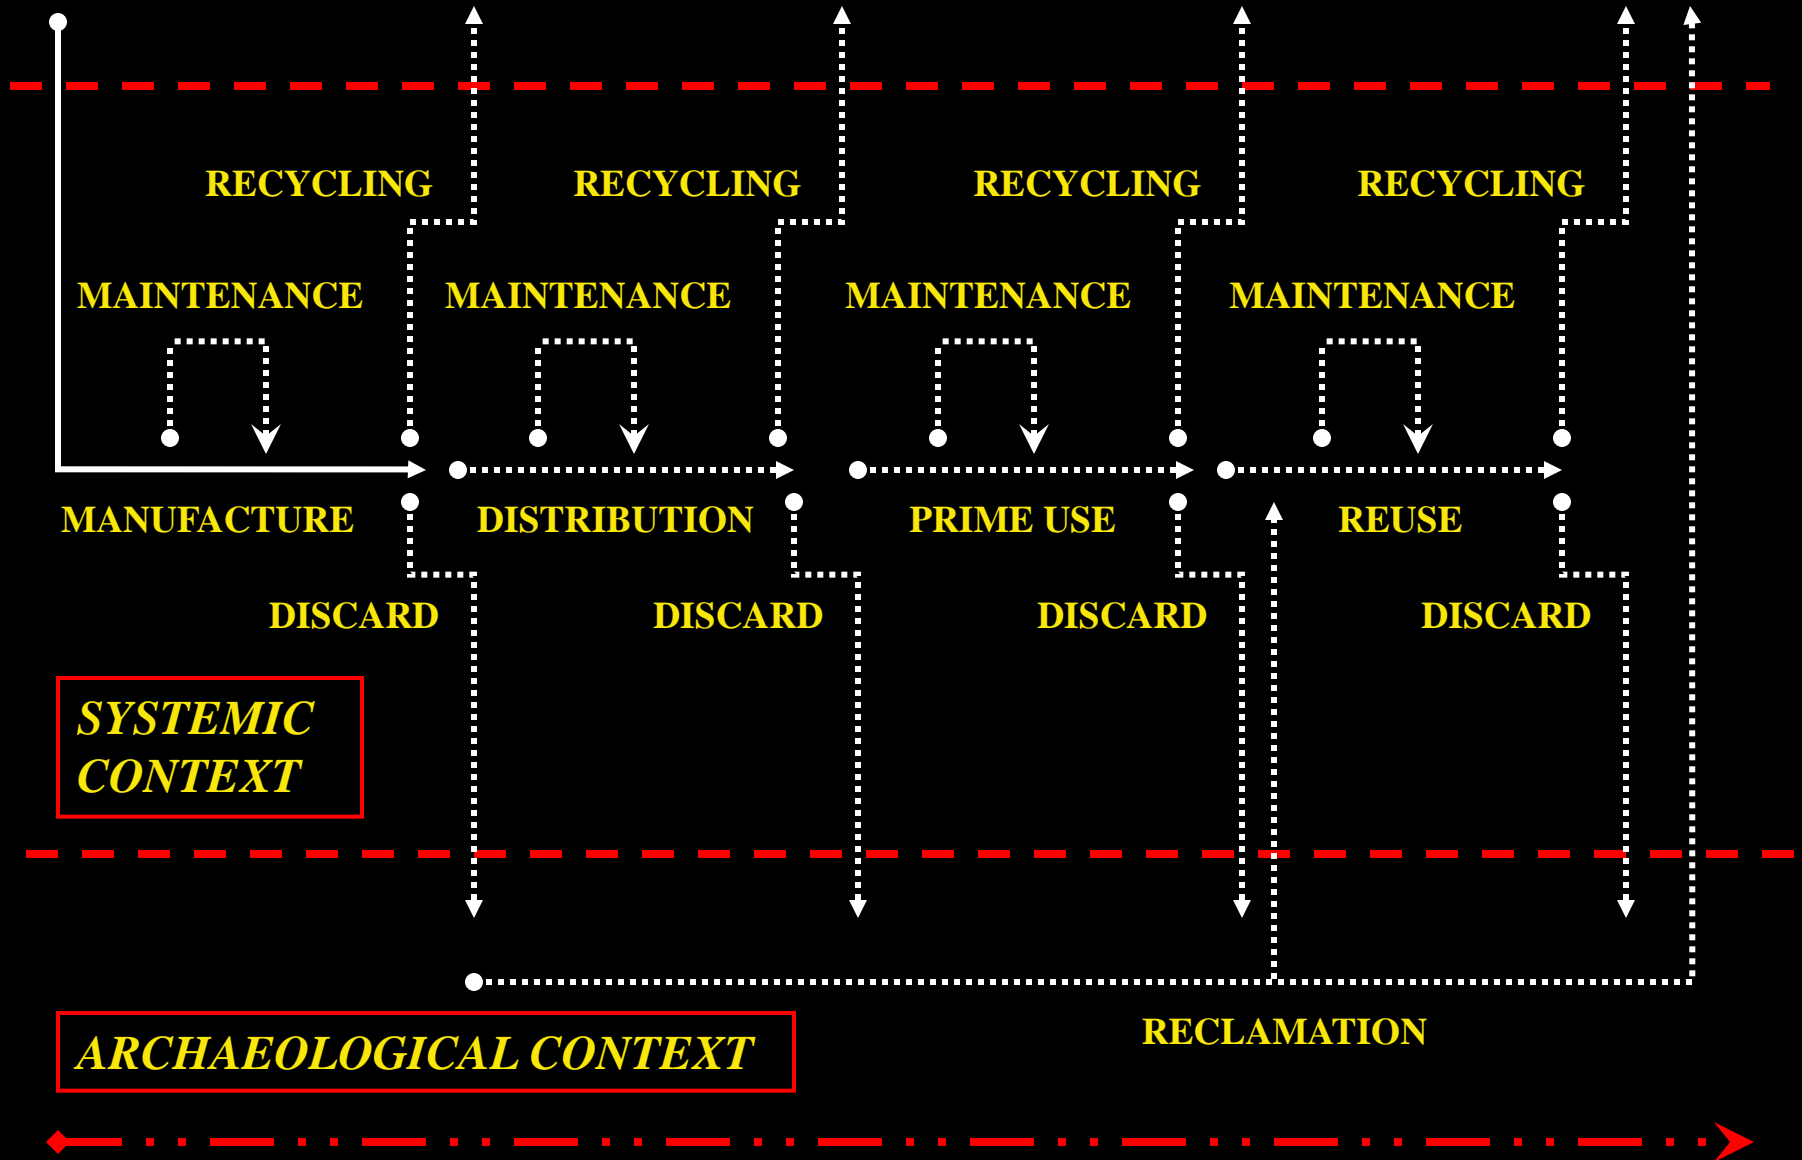 RECYCLING RECYCLING RECYCLING RECYCLING
MAINTENANCE MAINTENANCE MAINTENANCE MAINTENANCE
MANUFACTURE DISTRIBUTION PRIME USE REUSE
DISCARD DISCARD DISCARD DISCARD
SYSTEMIC
CONTEXT
RECLAMATION
ARCHAEOLOGICAL CONTEXT